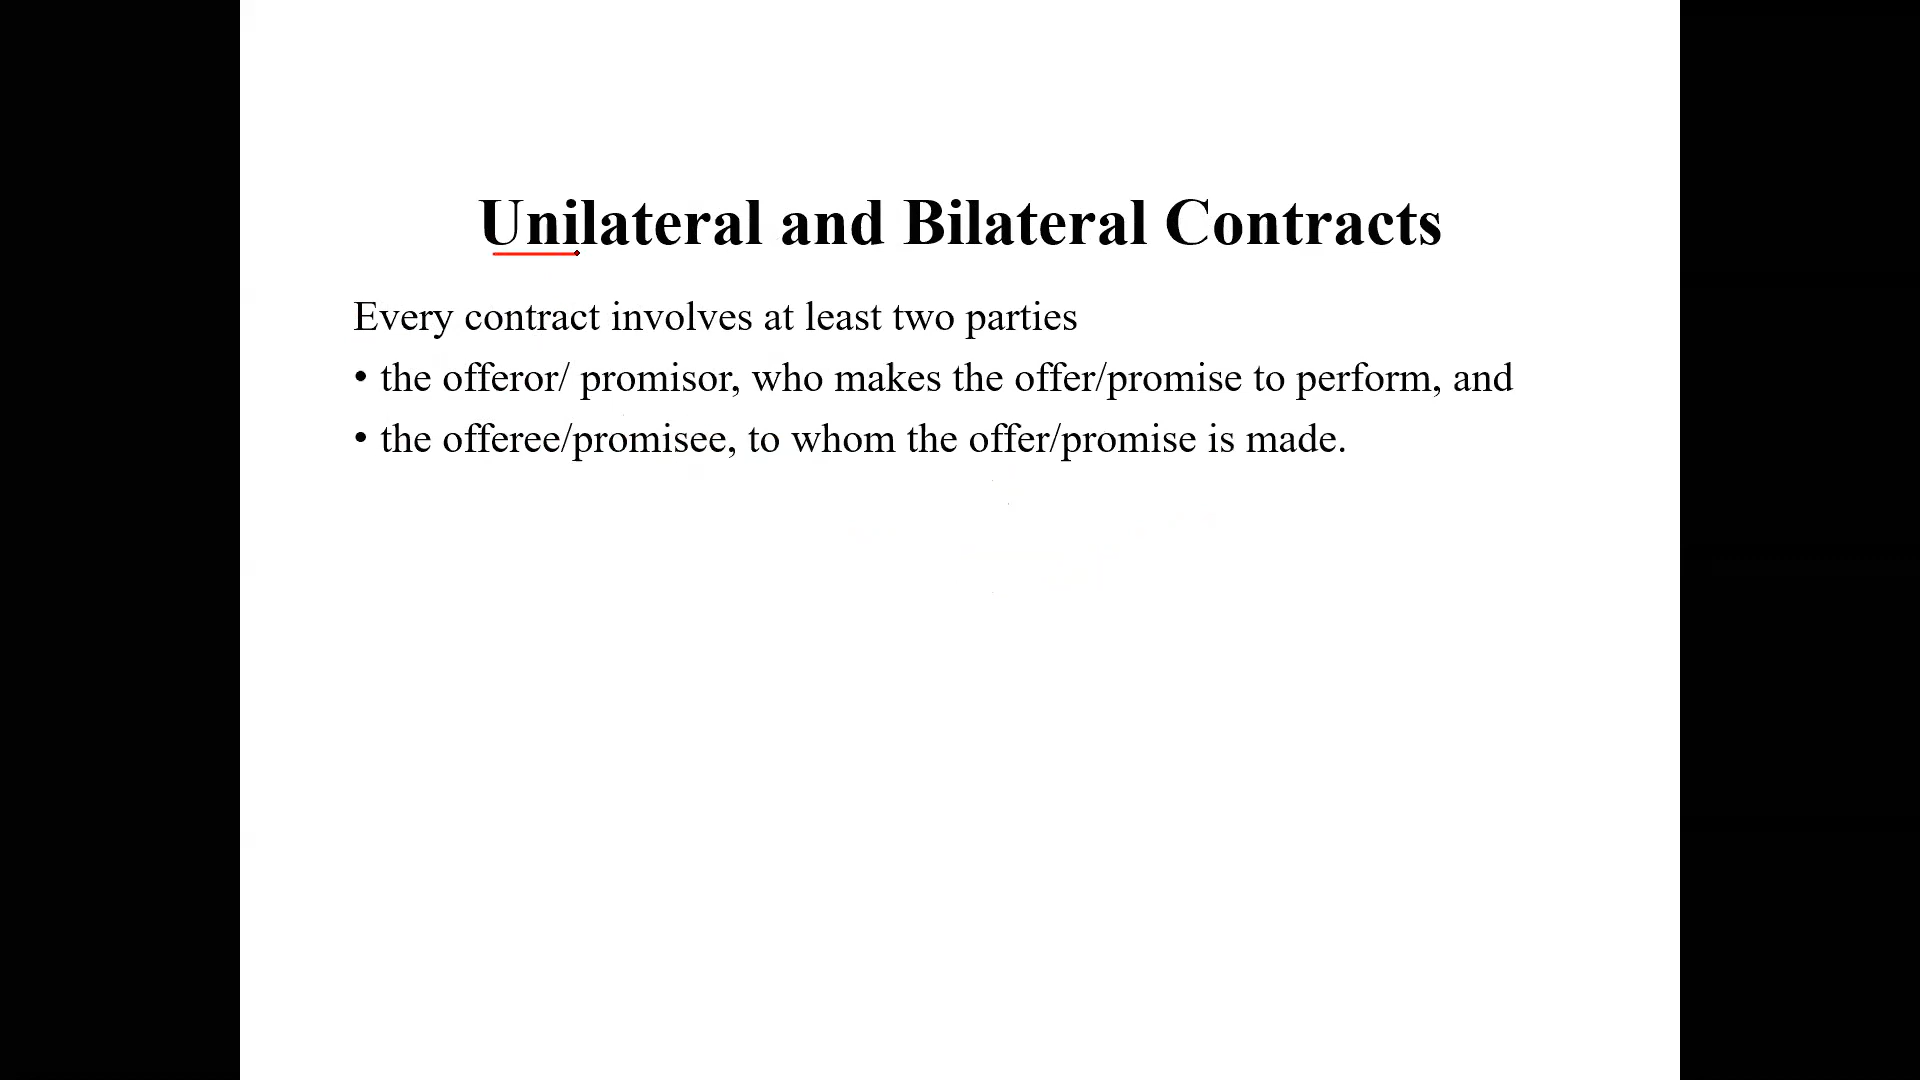 Unilateral and Bilateral Contracts
Every contract involves at least two parties
• the offeror/ promisor, who makes the offer/promise to perform, and
• the offeree/promisee, to whom the offer/promise is made.